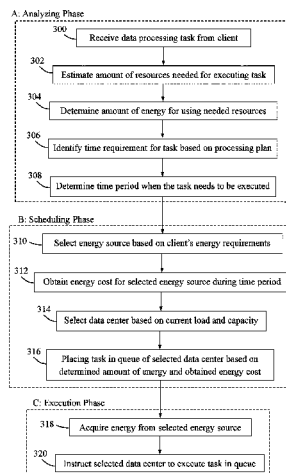 A: Analyzing Phase
300
Receive data processing task from client
302
Estimate amount of resources needed for executing task
304
Determine amount of energy for using needed resources
306
Identify time requirement for task based on processing plan
308
Determine time period when the task needs to be executed
B: Scheduling Phase
310
Select energy source based on client's energy requirements
312
Obtain energy cost for selected energy source during time period
314
Select data center based on current load and capacity
316
Placing task in queue of selected data center based on
determined amount of energy and obtained energy cost
C: Execution Phase
318
Acquire energy from selected energy source
320
Instruct selected data center to execute task in queue